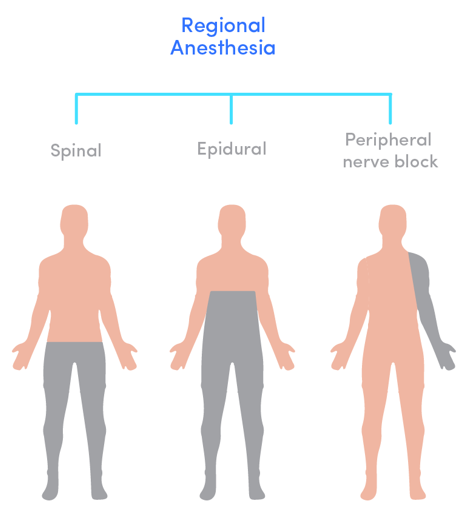 Regional
Anesthesia
Spinal
Epidural
Peripheral
nerve block